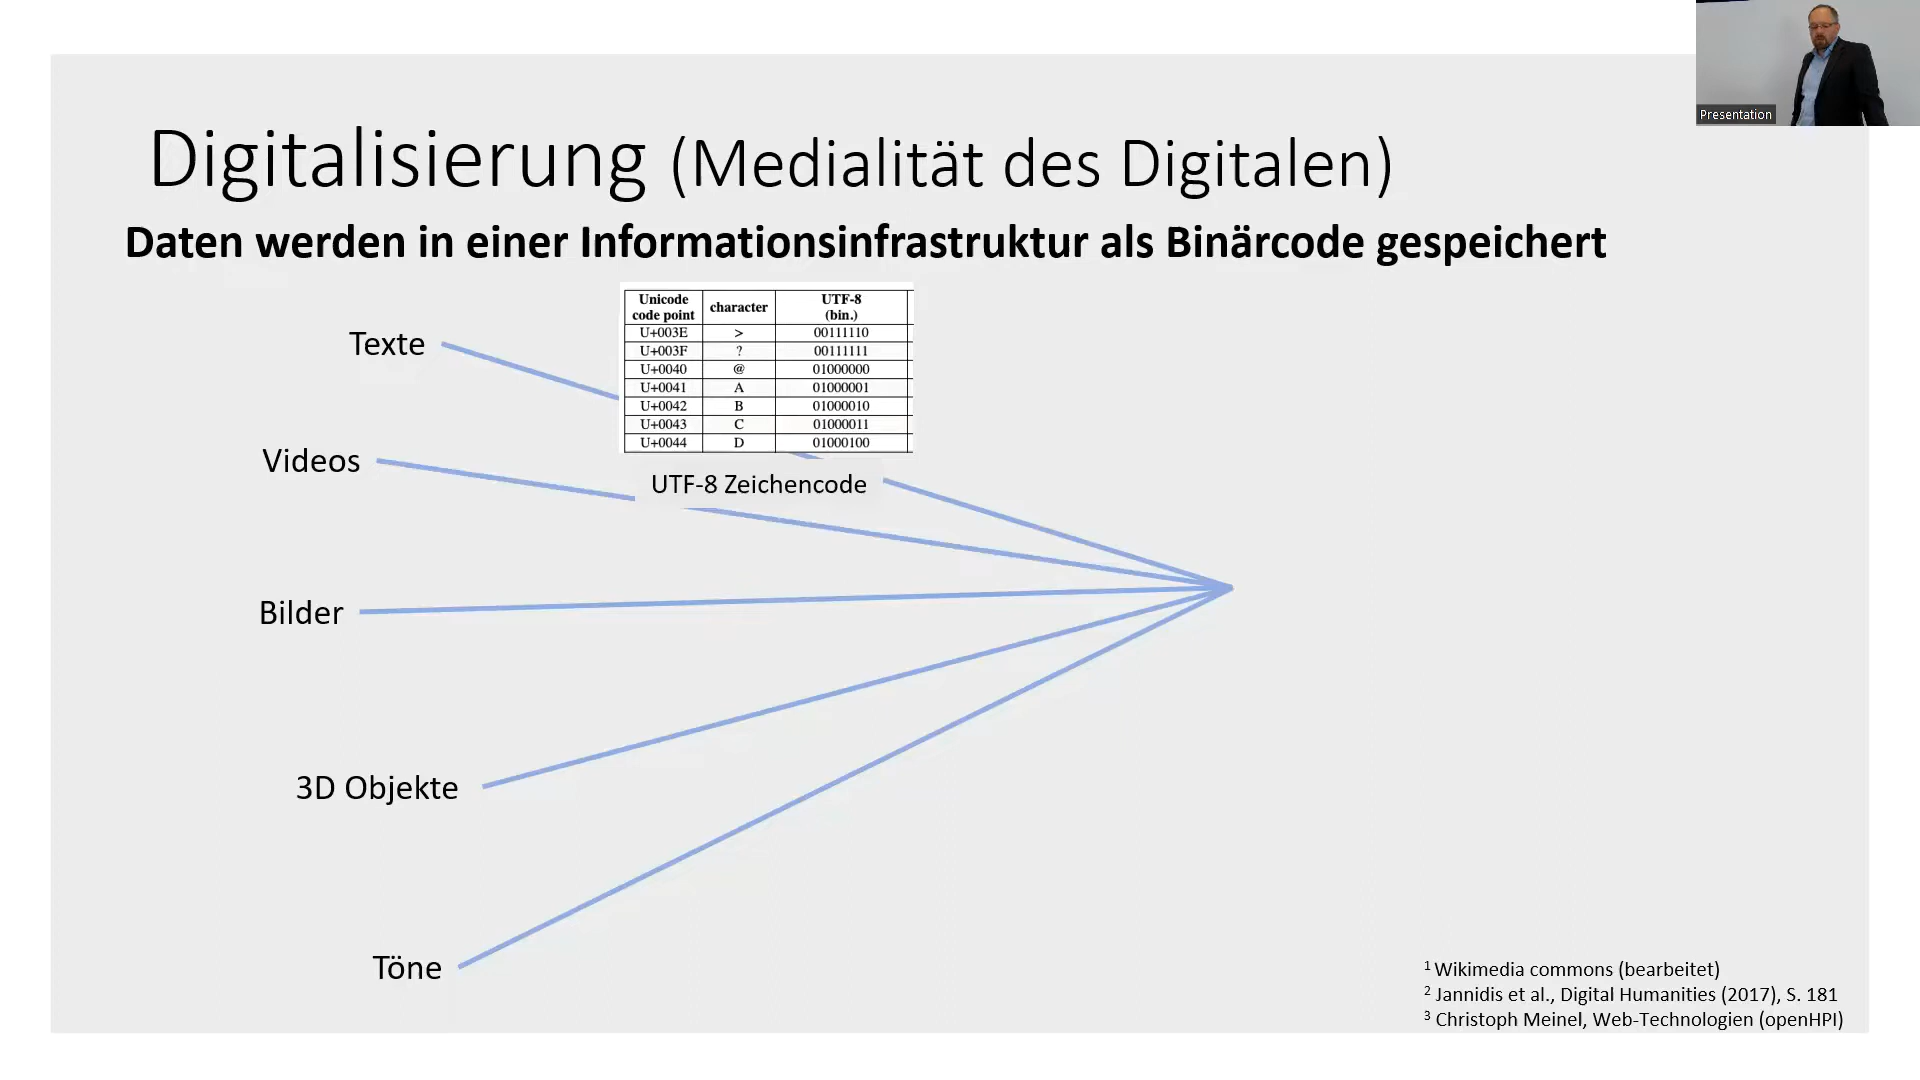 Presentation
Digitalisierung (Medialität des Digitalen)
Daten werden in einer Informationsinfrastruktur als Binärcode gespeichert
Texte
Unicode code point character UTF-8 (bin.)
U+003E > 00111110
U+003F ? 00111111
U+0040 @ 01000000
U+0041 A 01000001
U+0042 B 01000010
U+0043 C 01000011
U+0044 D 01000100
UTF-8 Zeichencode
Videos
Bilder
3D Objekte
Töne
1 Wikimedia commons (bearbeitet)
2 Jannidis et al., Digital Humanities (2017), S. 181
3 Christoph Meinel, Web-Technologien (openHPI)